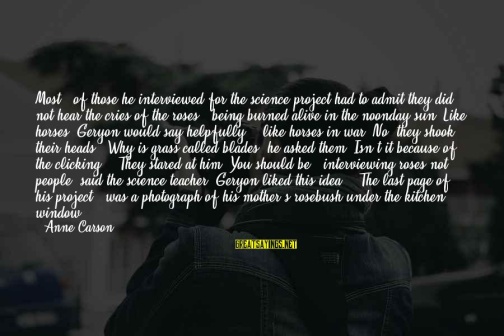 Most   of those he interviewed for the science project had to admit they did
not hear the cries of the roses   being burned alive in the noonday sun. Like
horses, Geryon would say helpfully.   like horses in war. No, they shook
their heads.   Why is grass called blades? he asked them. Isn t it because of
the clicking?   They stared at him. You should be   interviewing roses not
people, said the science teacher. Geryon liked this idea.   The last page of
his project   was a photograph of his mother s rosebush under the kitchen
window.
- Anne Carson
GREATSAYINGS.NET